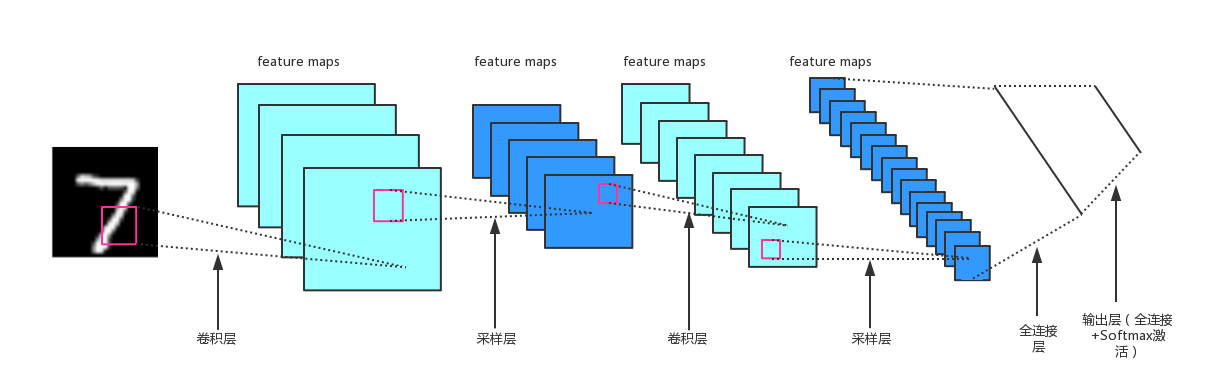 feature maps
feature maps
feature maps
feature maps
7
卷积层
采样层
卷积层
采样层
全连接
层
输出层（全连接
+Softmax激
活）